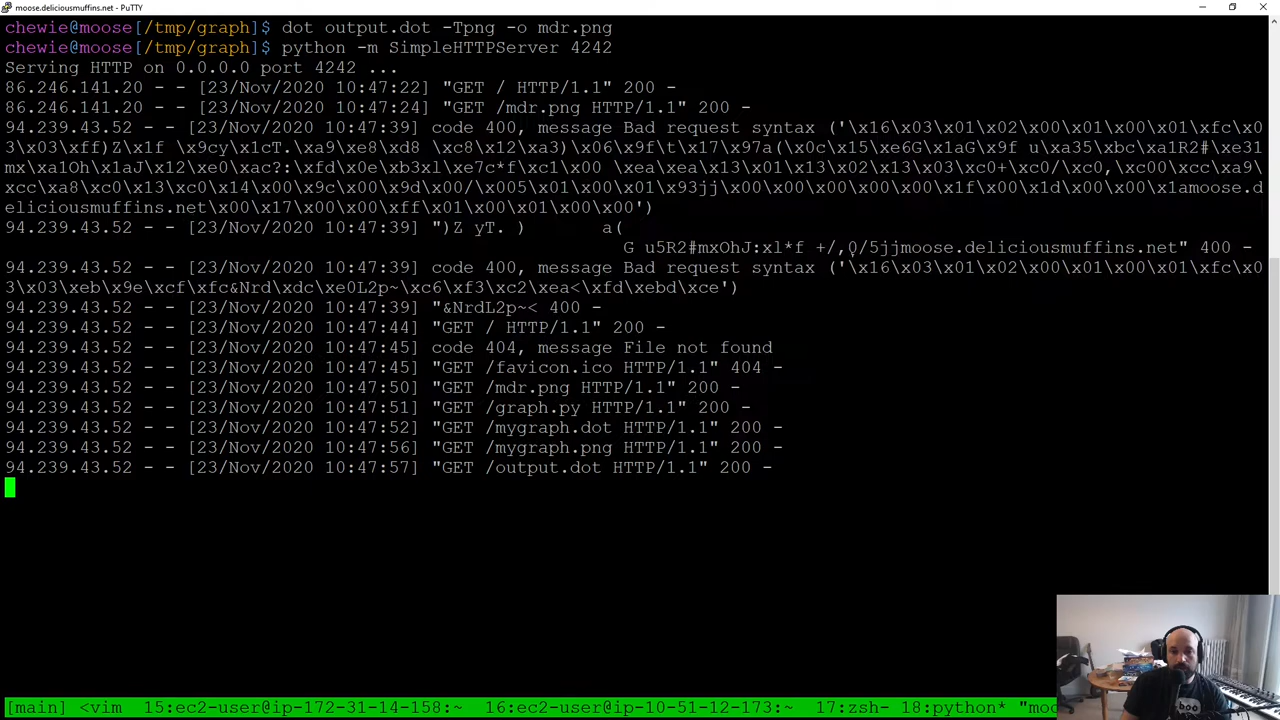 moose.deliciousmuffins.net - PuTTY
chewie@moose[/tmp/graph]$ dot output.dot -Tpng -o mdr.png
chewie@moose[/tmp/graph]$ python -m SimpleHTTPServer 4242
Serving HTTP on 0.0.0.0 port 4242 ...
86.246.141.20 - - [23/Nov/2020 10:47:22] "GET / HTTP/1.1" 200 -
86.246.141.20 - - [23/Nov/2020 10:47:24] "GET /mdr.png HTTP/1.1" 200 -
94.239.43.52 - - [23/Nov/2020 10:47:39] code 400, message Bad request syntax ('\x16\x03\x01\x02\x00\x01\x00\x01\xfc\x0
3\x03\xff)Z\x1f \x9cy\x1cT.\xa9\xe8\xd8 \xc8\x12\xa3)\x06\x9f\t\x17\x97a(\x0c\x15\xe6G\x1aG\x9f u\xa35\xbc\xa1R2#\xe31
mx\xa1Oh\x1aJ\x12\xe0\xac?:\xfd0e\xb3xl\xe7c*f\xc1\x00 \xea\xea\x13\x01\x13\x02\x13\x03\xc0+\xc0/\xc0,\xc00\xcc\xa9\
xcc\xa8\xc0\x13\xc0\x14\x00\x9c\x00\x9d\x00/\x005\x01\x00\x01\x93jj\x00\x00\x00\x00\x00\x1f\x00\x1d\x00\x00\x1amoose.d
eliciousmuffins.net\x00\x17\x00\x00\xff\x01\x00\x01\x00\x00')
94.239.43.52 - - [23/Nov/2020 10:47:39] ")Z yT. ) a(
G u5R2#mxOhJ:xl*f +/,0/5jjmoose.deliciousmuffins.net" 400 -
94.239.43.52 - - [23/Nov/2020 10:47:39] code 400, message Bad request syntax ('\x16\x03\x01\x02\x00\x01\x00\x01\xfc\x0
3\x03\xeb\x9e\xcf\xfc&Nrd\xdc\xe0L2p~\xc6\xf3\xc2\xea<\xfd\xebd\xce')
94.239.43.52 - - [23/Nov/2020 10:47:39] "&NrdL2p~< 400 -
94.239.43.52 - - [23/Nov/2020 10:47:44] "GET / HTTP/1.1" 200 -
94.239.43.52 - - [23/Nov/2020 10:47:45] code 404, message File not found
94.239.43.52 - - [23/Nov/2020 10:47:45] "GET /favicon.ico HTTP/1.1" 404 -
94.239.43.52 - - [23/Nov/2020 10:47:50] "GET /mdr.png HTTP/1.1" 200 -
94.239.43.52 - - [23/Nov/2020 10:47:51] "GET /graph.py HTTP/1.1" 200 -
94.239.43.52 - - [23/Nov/2020 10:47:52] "GET /mygraph.dot HTTP/1.1" 200 -
94.239.43.52 - - [23/Nov/2020 10:47:56] "GET /mygraph.png HTTP/1.1" 200 -
94.239.43.52 - - [23/Nov/2020 10:47:57] "GET /output.dot HTTP/1.1" 200 -
boo
[main] <vim 15:ec2-user@ip-172-31-14-158:~ 16:ec2-user@ip-10-51-12-173:~ 17:zsh- 18:python* "moo